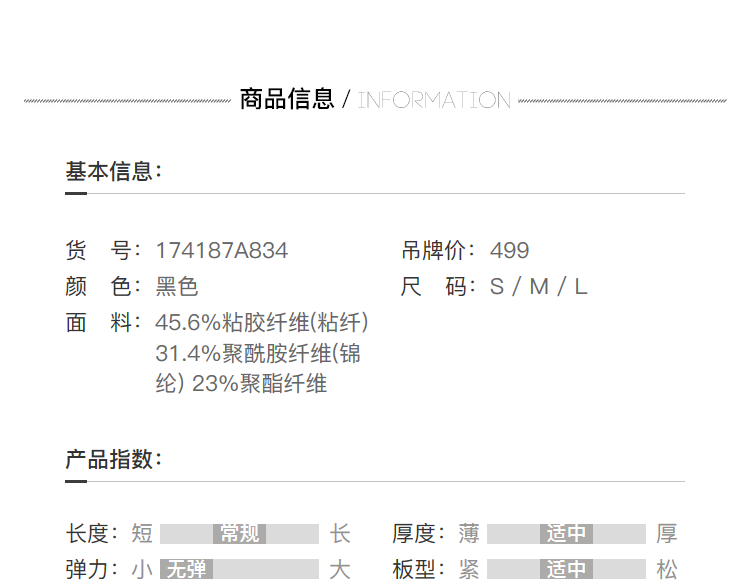 商品信息 / INFORMATION
基本信息：
货 号：174187A834 吊牌价：499
颜 色：黑色 尺 码：S / M / L
面 料：45.6%粘胶纤维(粘纤)
31.4%聚酰胺纤维(锦
纶) 23%聚酯纤维
产品指数：
长度：短 常规 长 厚度：薄 适中 厚
弹力：小 无弹 大 板型：紧 适中 松